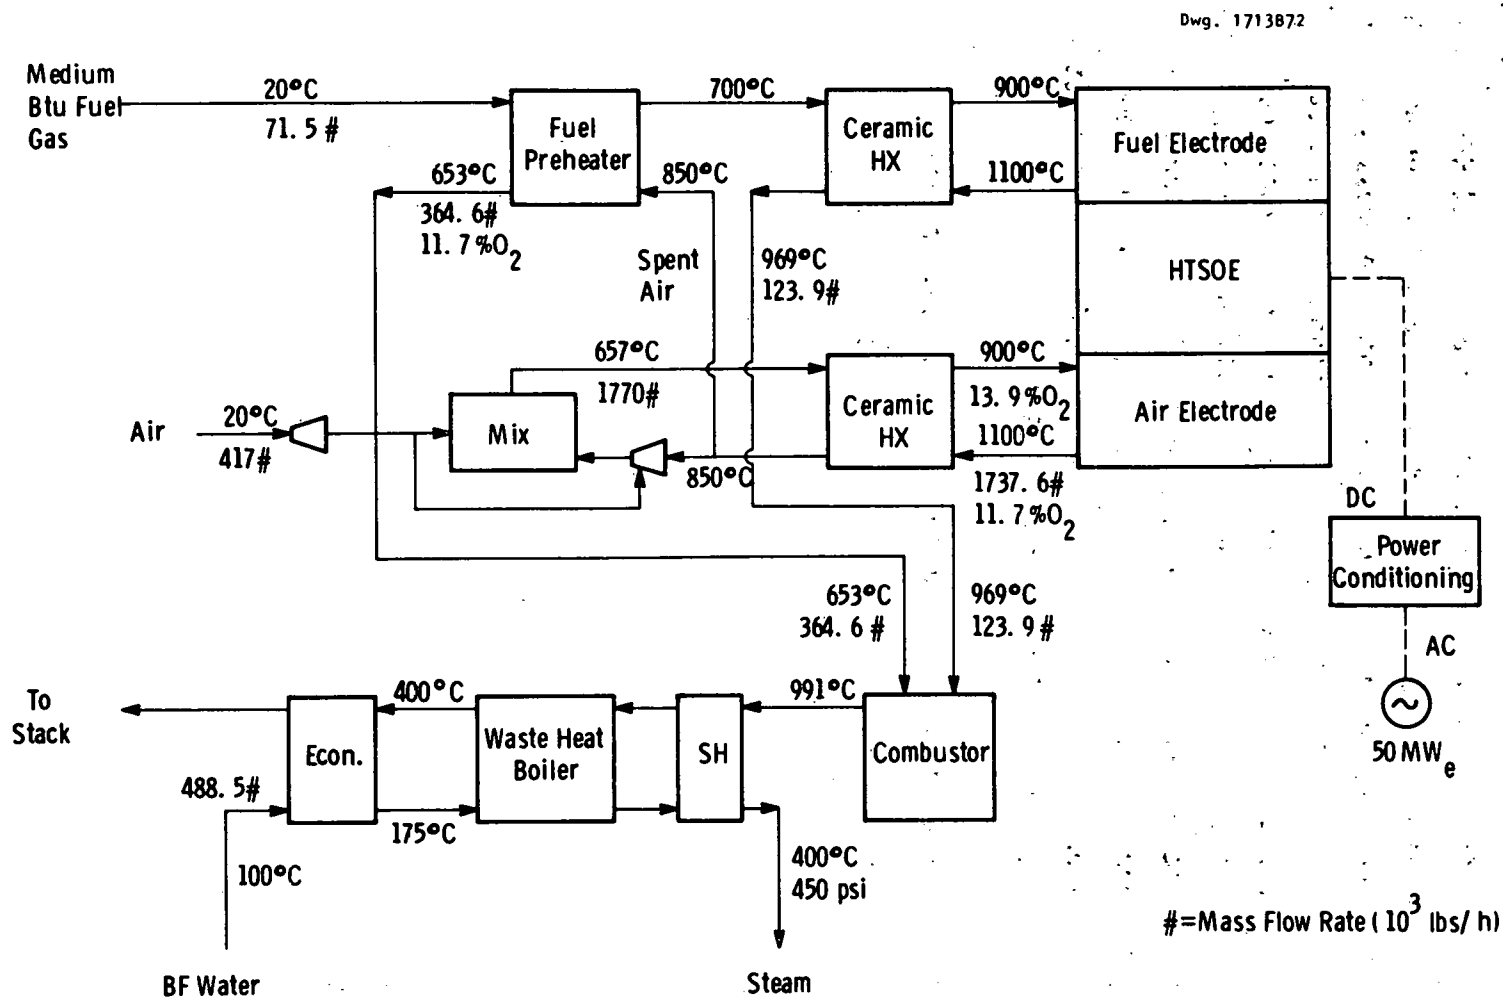 Dwg. 1713B72
Medium
Btu Fuel
Gas
20°C
71.5 #
Fuel
Preheater
700°C
Ceramic
HX
900°C
Fuel Electrode
653°C
364.6#
11.7%O2
850°C
1100°C
Spent
Air
969°C
123.9#
HTSOE
657°C
1770#
Ceramic
HX
900°C
13.9%O2
Air Electrode
Air
20°C
417#
Mix
850°C
1100°C
1737.6#
11.7%O2
DC
Power
Conditioning
653°C
364.6 #
969°C
123.9 #
AC
50 MWe
To
Stack
400°C
991°C
Econ.
Waste Heat
Boiler
SH
Combustor
488.5#
175°C
100°C
400°C
450 psi
#=Mass Flow Rate (10³ lbs/h)
BF Water
Steam